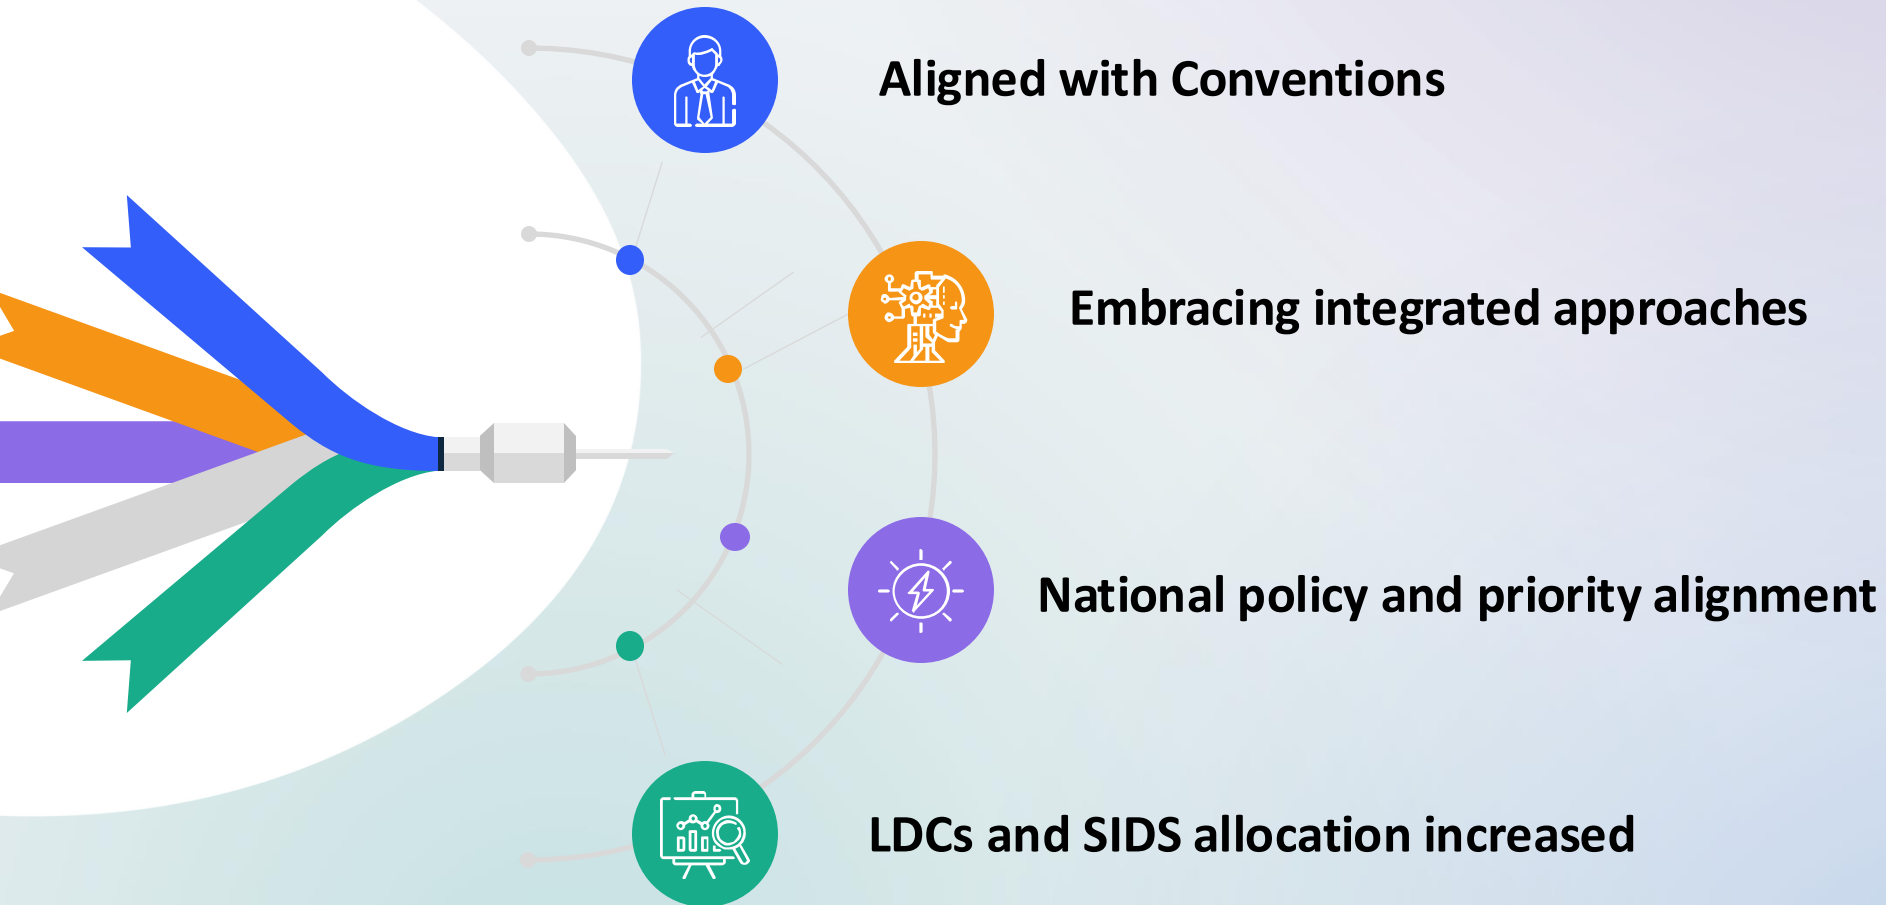 Aligned with Conventions
Embracing integrated approaches
National policy and priority alignment
LDCs and SIDS allocation increased